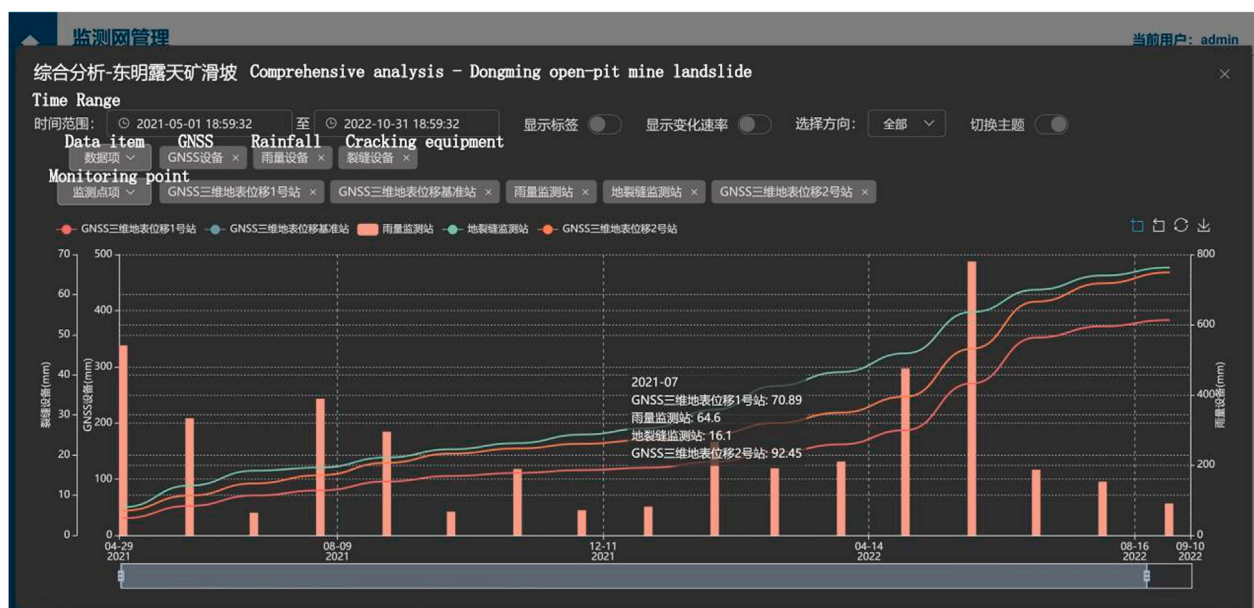 监测网管理
当前用户：admin
综合分析-东明露天矿滑坡 Comprehensive analysis - Dongming open-pit mine landslide
Time Range
时间范围： 2021-05-01 18:59:32 至 2022-10-31 18:59:32 显示标签 显示变化速率 选择方向： 全部 切换主题
Data item GNSS Rainfall Cracking equipment
数据项 GNSS设备 × 雨量设备 × 裂缝设备 ×
Monitoring point
监测点项 GNSS三维地表位移1号站 × GNSS三维地表位移基准站 × 雨量监测站 × 地裂缝监测站 × GNSS三维地表位移2号站 ×
GNSS三维地表位移1号站 GNSS三维地表位移基准站 雨量监测站 地裂缝监测站 GNSS三维地表位移2号站
70 500 800
60
400
50 600
40 300
裂缝设备(mm)
GNSS设备(mm)
2021-07
GNSS三维地表位移1号站: 70.89
雨量监测站: 64.6
地裂缝监测站: 16.1
GNSS三维地表位移2号站: 92.45
400
雨量设备(mm)
30
200
20
200
10 100
0 0 0
04-29 08-09 12-11 04-14 08-16 09-10
2021 2021 2021 2022 2022 2022